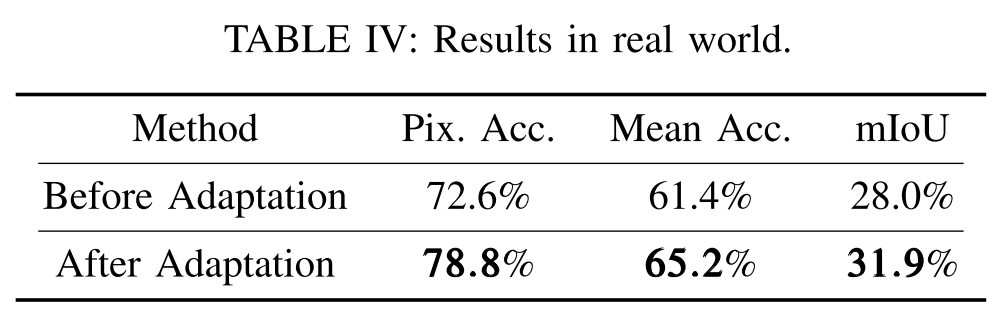 TABLE IV: Results in real world.
Method Pix. Acc. Mean Acc. mIoU
Before Adaptation 72.6% 61.4% 28.0%
After Adaptation 78.8% 65.2% 31.9%